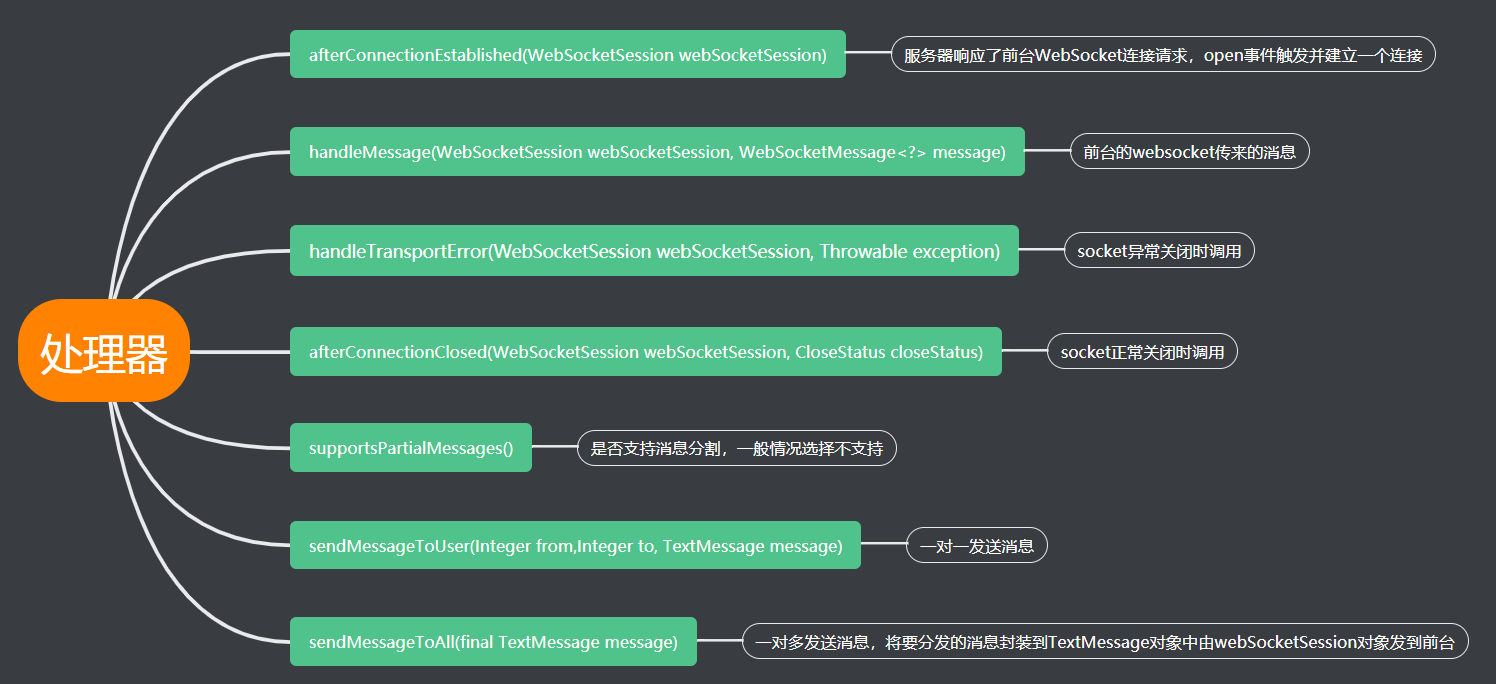 处理器
afterConnectionEstablished(WebSocketSession webSocketSession)
服务器响应了前台WebSocket连接请求，open事件触发并建立一个连接
handleMessage(WebSocketSession webSocketSession, WebSocketMessage<?> message)
前台的websocket传来的消息
handleTransportError(WebSocketSession webSocketSession, Throwable exception)
socket异常关闭时调用
afterConnectionClosed(WebSocketSession webSocketSession, CloseStatus closeStatus)
socket正常关闭时调用
supportsPartialMessages()
是否支持消息分割，一般情况选择不支持
sendMessageToUser(Integer from,Integer to, TextMessage message)
一对一发送消息
sendMessageToAll(final TextMessage message)
一对多发送消息，将要分发的消息封装到TextMessage对象中由webSocketSession对象发到前台